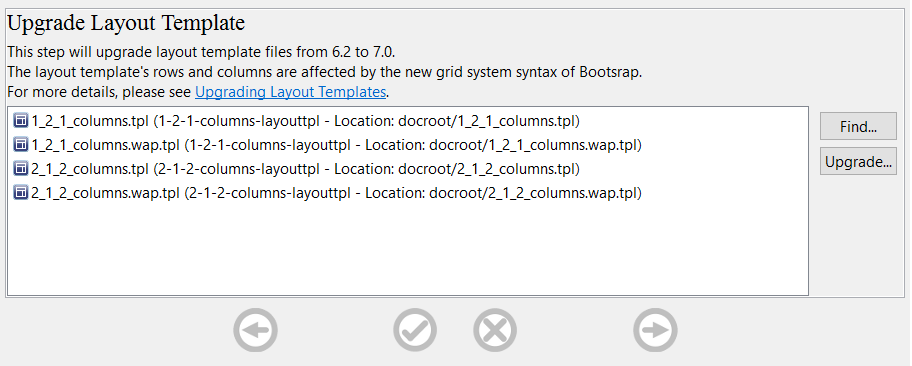 Upgrade Layout Template
This step will upgrade layout template files from 6.2 to 7.0.
The layout template's rows and columns are affected by the new grid system syntax of Bootsrap.
For more details, please see Upgrading Layout Templates.
1_2_1_columns.tpl (1-2-1-columns-layouttpl - Location: docroot/1_2_1_columns.tpl)
1_2_1_columns.wap.tpl (1-2-1-columns-layouttpl - Location: docroot/1_2_1_columns.wap.tpl)
2_1_2_columns.tpl (2-1-2-columns-layouttpl - Location: docroot/2_1_2_columns.tpl)
2_1_2_columns.wap.tpl (2-1-2-columns-layouttpl - Location: docroot/2_1_2_columns.wap.tpl)
Find...
Upgrade...